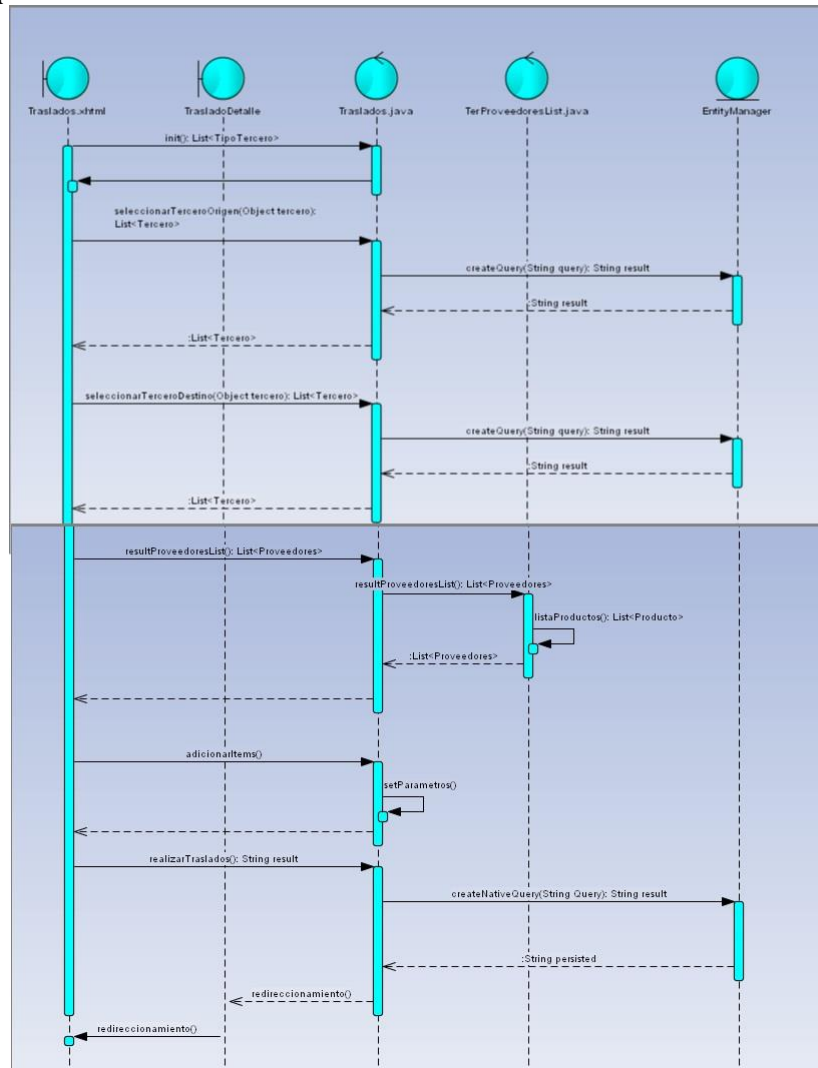 Traslados.xhtml
TrasladoDetalle
Traslados.java
TerProveedoresList.java
EntityManager
init(): List<TipoTercero>
seleccionarTerceroOrigen(Object tercero):
List<Tercero>
createQuery(String query): String result
:String result
:List<Tercero>
seleccionarTerceroDestino(Object tercero): List<Tercero>
createQuery(String query): String result
:String result
:List<Tercero>
resultProveedoresList(): List<Proveedores>
resultProveedoresList(): List<Proveedores>
listaProductos(): List<Producto>
:List<Proveedores>
adicionarItems()
setParametros()
realizarTraslados(): String result
createNativeQuery(String Query): String result
:String persisted
redireccionamiento()
redireccionamiento()